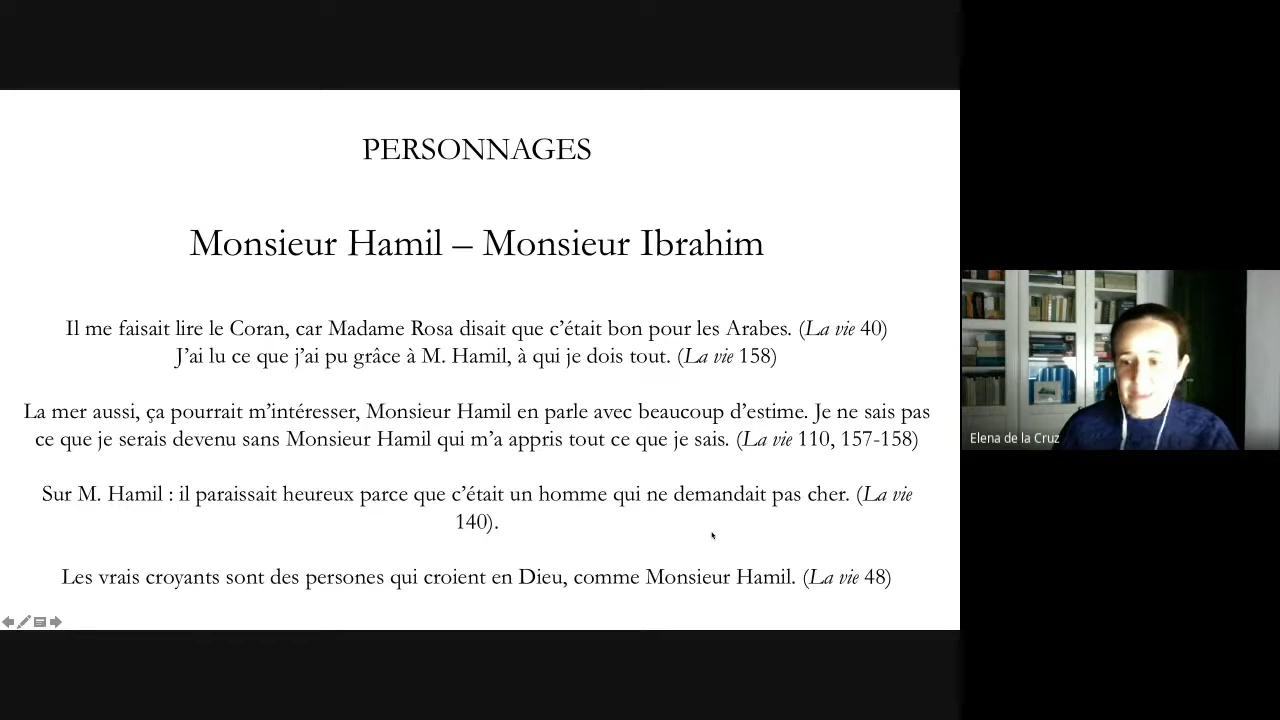 PERSONNAGES
Monsieur Hamil – Monsieur Ibrahim
Il me faisait lire le Coran, car Madame Rosa disait que c’était bon pour les Arabes. (La vie 40)
J’ai lu ce que j’ai pu grâce à M. Hamil, à qui je dois tout. (La vie 158)
La mer aussi, ça pourrait m’intéresser, Monsieur Hamil en parle avec beaucoup d’estime. Je ne sais pas
ce que je serais devenu sans Monsieur Hamil qui m’a appris tout ce que je sais. (La vie 110, 157-158)
Sur M. Hamil : il paraissait heureux parce que c’était un homme qui ne demandait pas cher. (La vie
140).
Les vrais croyants sont des persones qui croient en Dieu, comme Monsieur Hamil. (La vie 48)
Elena de la Cruz